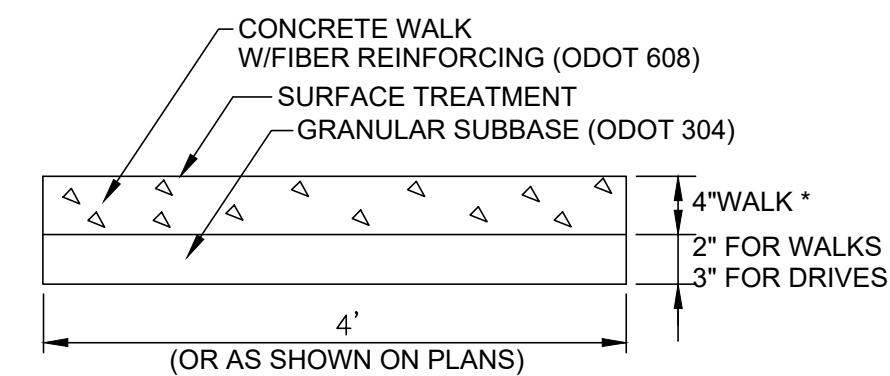 CONCRETE WALK
W/FIBER REINFORCING (ODOT 608)
SURFACE TREATMENT
GRANULAR SUBBASE (ODOT 304)
4"WALK *
2" FOR WALKS
3" FOR DRIVES
4'
(OR AS SHOWN ON PLANS)